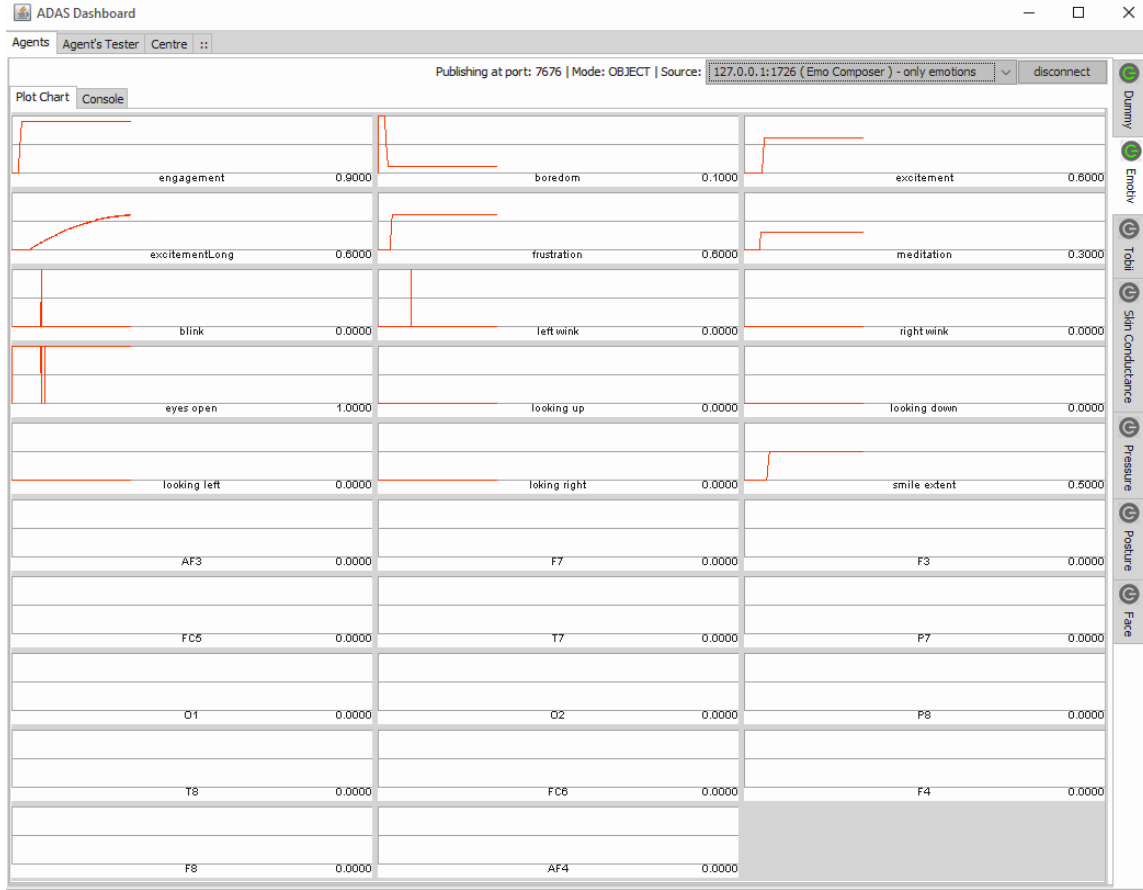 ADAS Dashboard
Agents Agent's Tester Centre ::
Publishing at port: 7676 | Mode: OBJECT | Source: 127.0.0.1:1726 ( Emo Composer ) - only emotions disconnect
Plot Chart Console
engagement 0.9000 boredom 0.1000 excitement 0.6000
excitementLong 0.6000 frustration 0.6000 meditation 0.3000
blink 0.0000 left wink 0.0000 right wink 0.0000
eyes open 1.0000 looking up 0.0000 looking down 0.0000
looking left 0.0000 loking right 0.0000 smile extent 0.5000
AF3 0.0000 F7 0.0000 F3 0.0000
FC5 0.0000 T7 0.0000 P7 0.0000
O1 0.0000 O2 0.0000 P8 0.0000
T8 0.0000 FC6 0.0000 F4 0.0000
F8 0.0000 AF4 0.0000
Dummy
Emotiv
Tobii
Skin Conductance
Pressure
Posture
Face